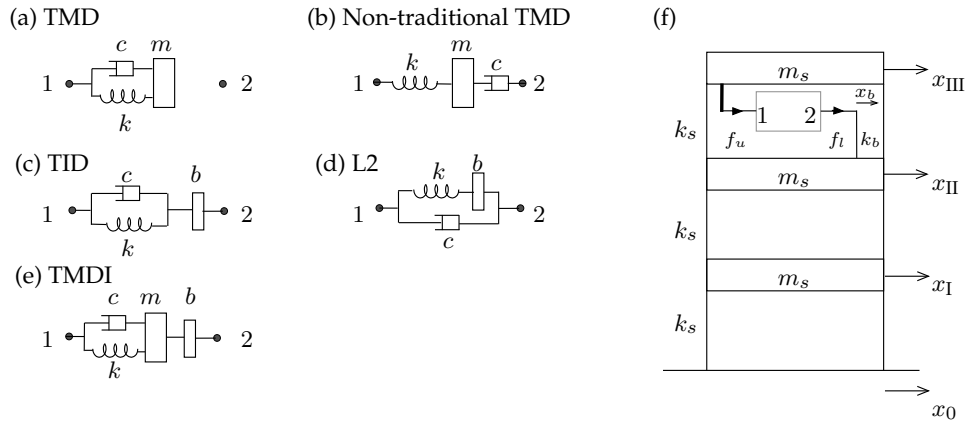 (a) TMD
c m
1 2
k
(b) Non-traditional TMD
m
k c
1 2
(c) TID
c b
1 2
k
(d) L2
k b
1 2
c
(e) TMDI
c m b
1 2
k
(f)
m_s x_III
x_b
1 2
k_s f_u f_l k_b
m_s x_II
k_s
m_s x_I
k_s
x_0